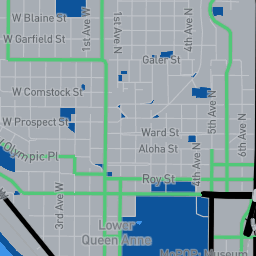 W Blaine St
W Garfield St
1st Ave W
1st Ave N
4th Ave N
Galer St
W Comstock St
W Prospect St
5th Ave N
6th Ave N
Ward St
Aloha St
Olympic Pl
4th Ave N
Roy St
3rd Ave W
W
Lower
Queen Anne
Museum